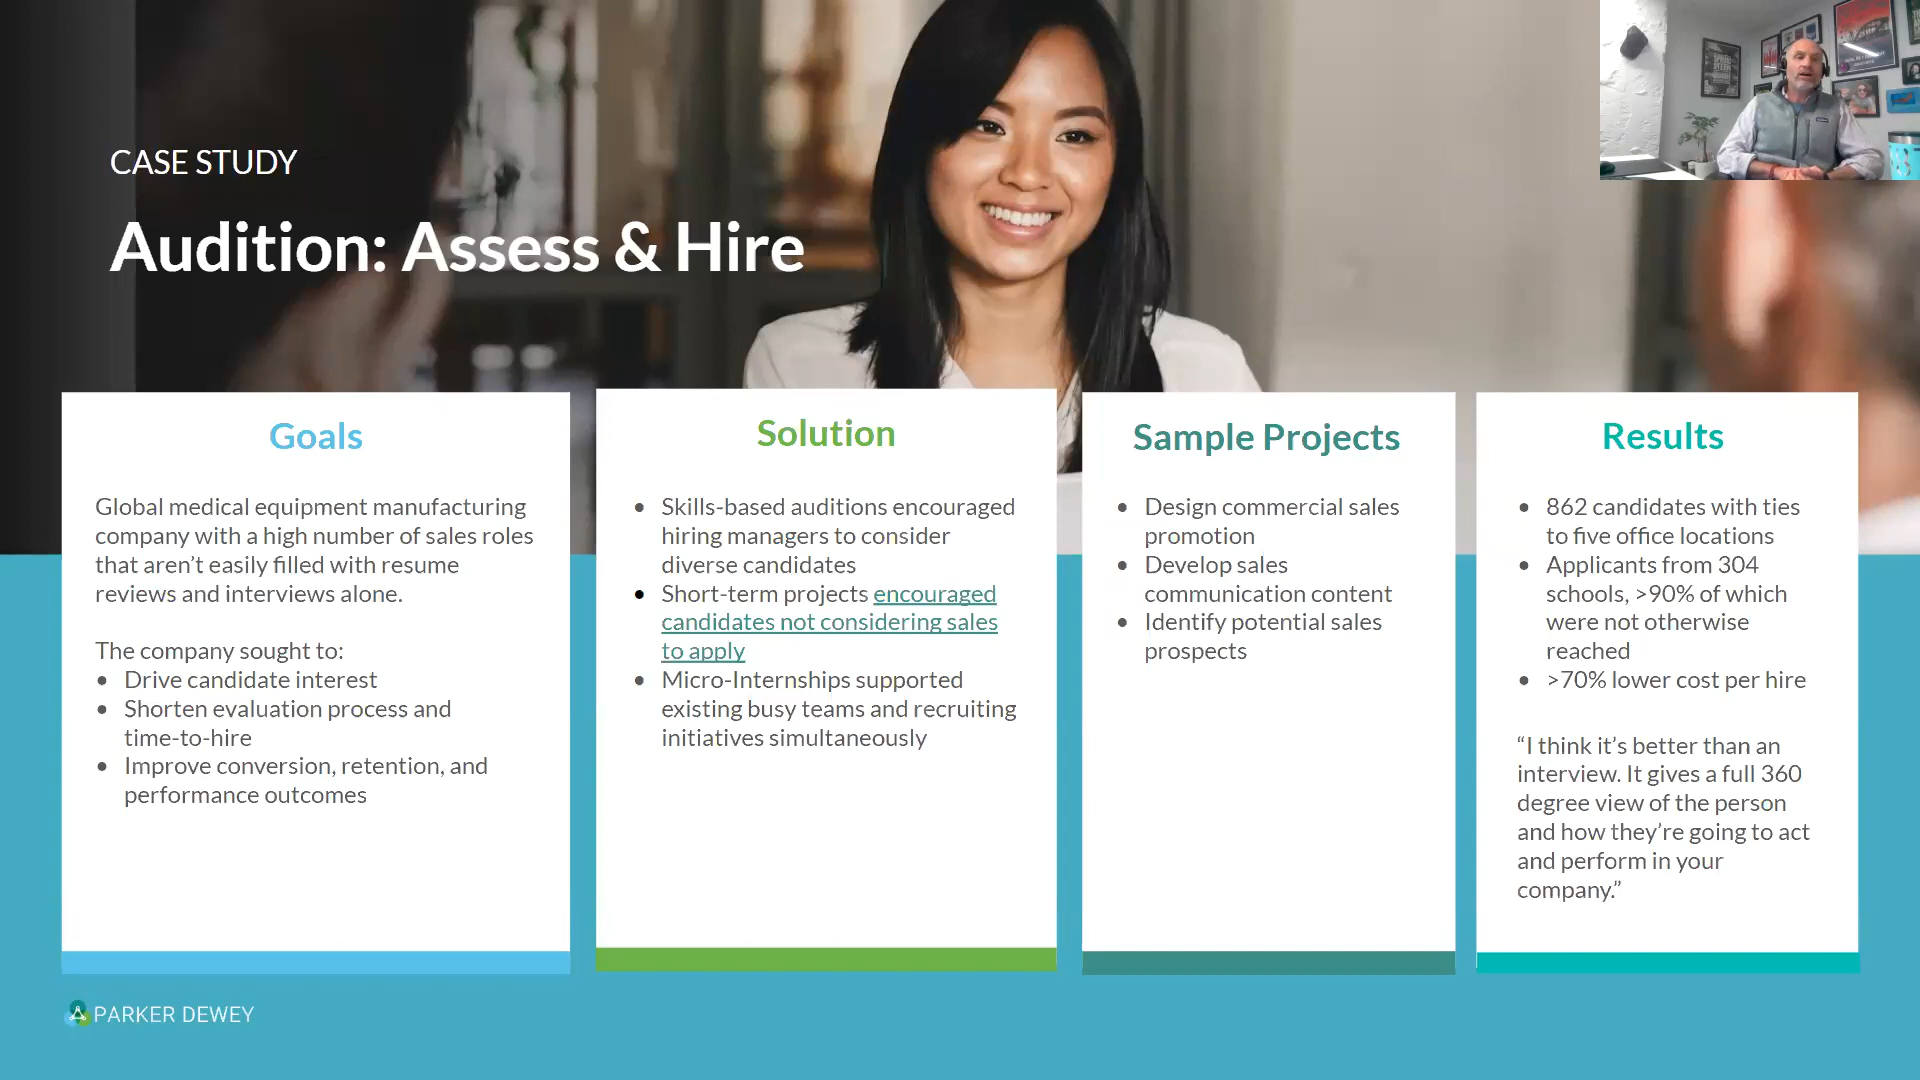 CASE STUDY
Audition: Assess & Hire
Goals
Global medical equipment manufacturing
company with a high number of sales roles
that aren’t easily filled with resume
reviews and interviews alone.
The company sought to:
● Drive candidate interest
● Shorten evaluation process and
time-to-hire
● Improve conversion, retention, and
performance outcomes
Solution
● Skills-based auditions encouraged
hiring managers to consider
diverse candidates
● Short-term projects encouraged
candidates not considering sales
to apply
● Micro-Internships supported
existing busy teams and recruiting
initiatives simultaneously
Sample Projects
● Design commercial sales
promotion
● Develop sales
communication content
● Identify potential sales
prospects
Results
● 862 candidates with ties
to five office locations
● Applicants from 304
schools, >90% of which
were not otherwise
reached
● >70% lower cost per hire
“I think it’s better than an
interview. It gives a full 360
degree view of the person
and how they’re going to act
and perform in your
company.”
PARKER DEWEY